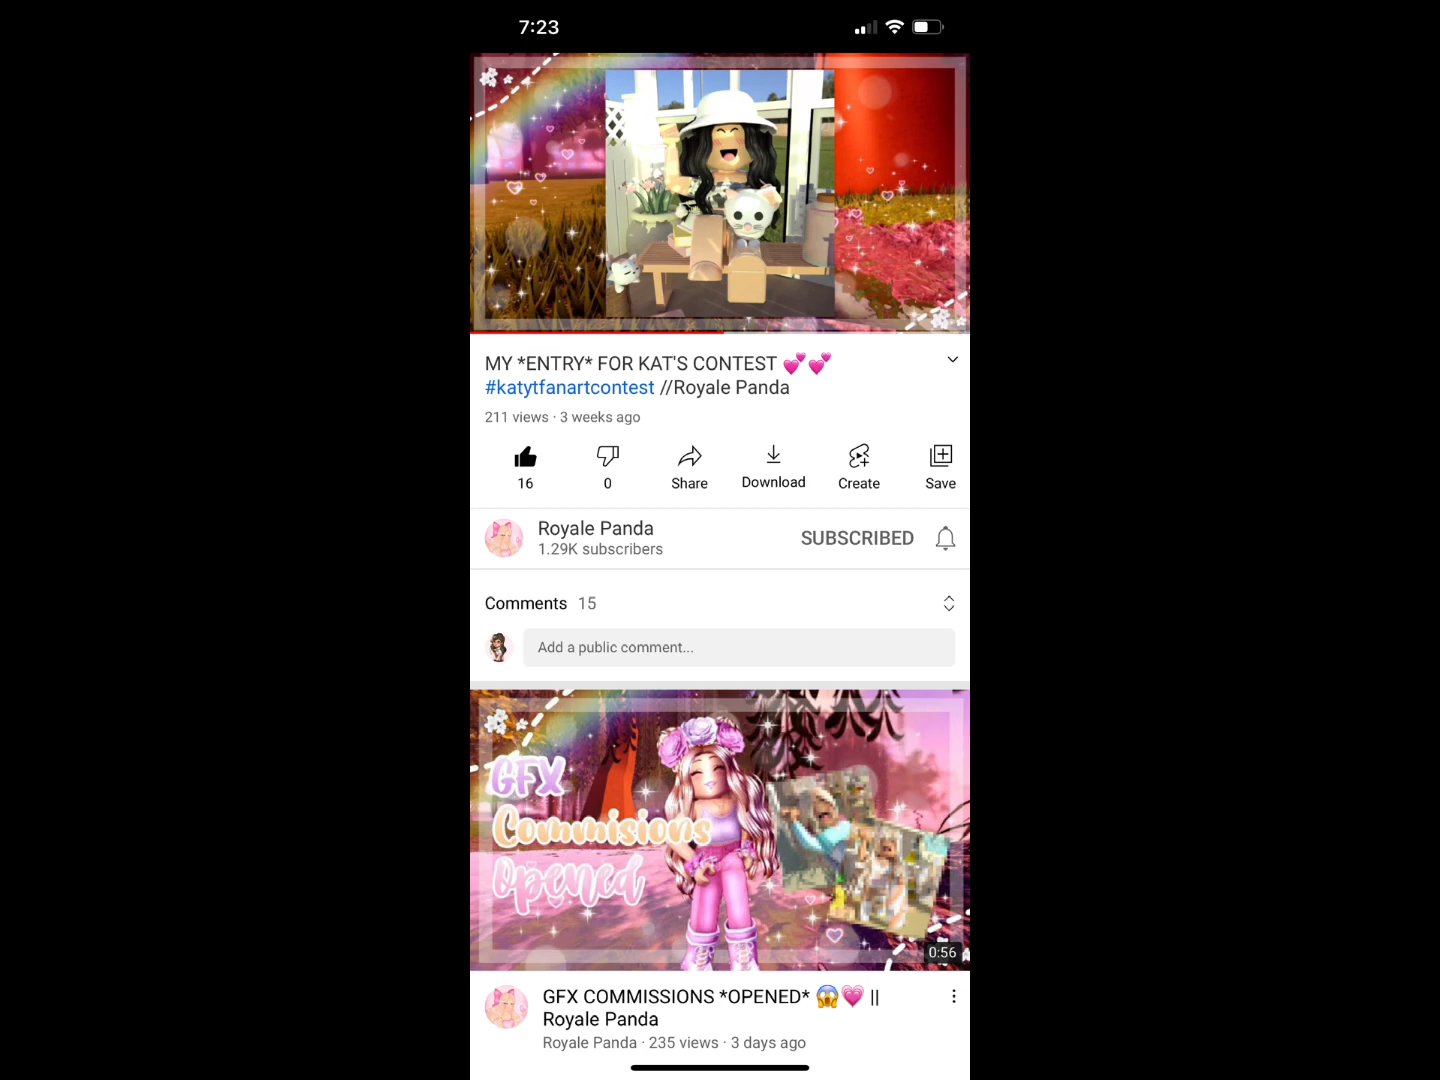 7:23
MY *ENTRY* FOR KAT'S CONTEST 💕 💕
#katytfanartcontest //Royale Panda
211 views · 3 weeks ago
16
0
Share
Download
Create
Save
Royale Panda
1.29K subscribers
SUBSCRIBED
Comments 15
Add a public comment...
GFX
Commisions
opened
0:56
GFX COMMISSIONS *OPENED* 😱💗 ||
Royale Panda
Royale Panda · 235 views · 3 days ago